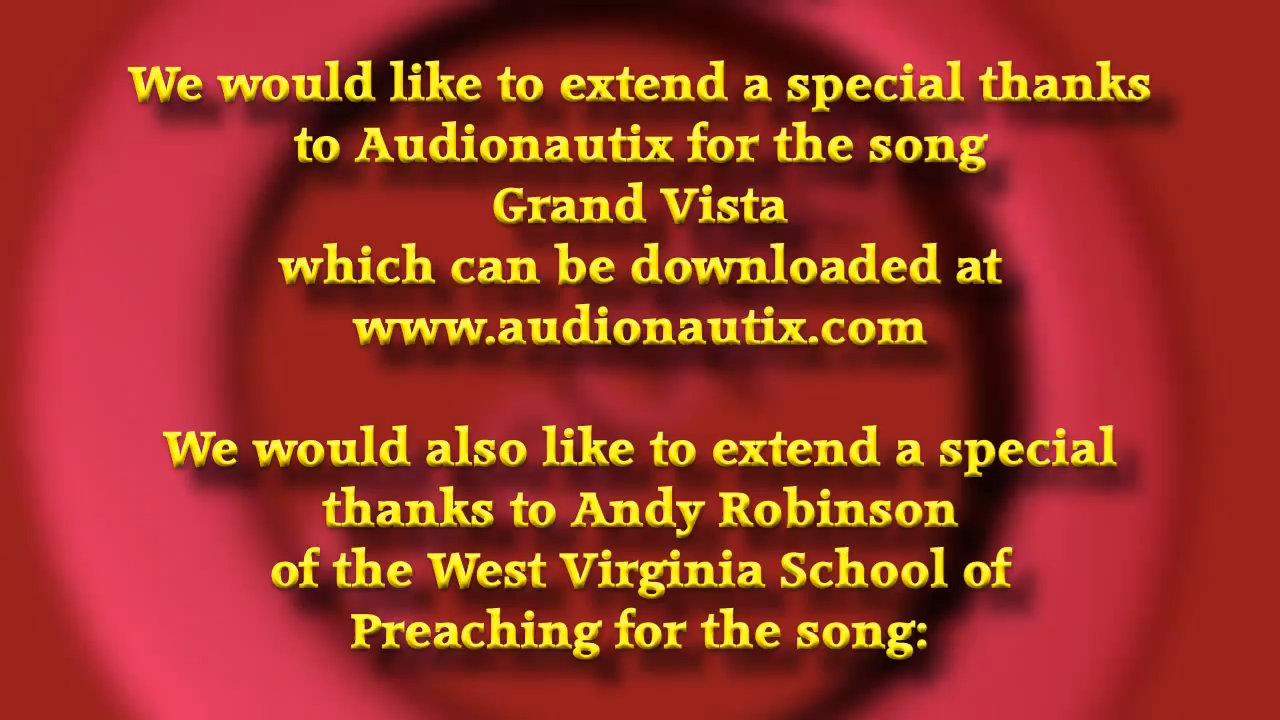 We would like to extend a special thanks
to Audionautix for the song
Grand Vista
which can be downloaded at
www.audionautix.com
We would also like to extend a special
thanks to Andy Robinson
of the West Virginia School of
Preaching for the song: